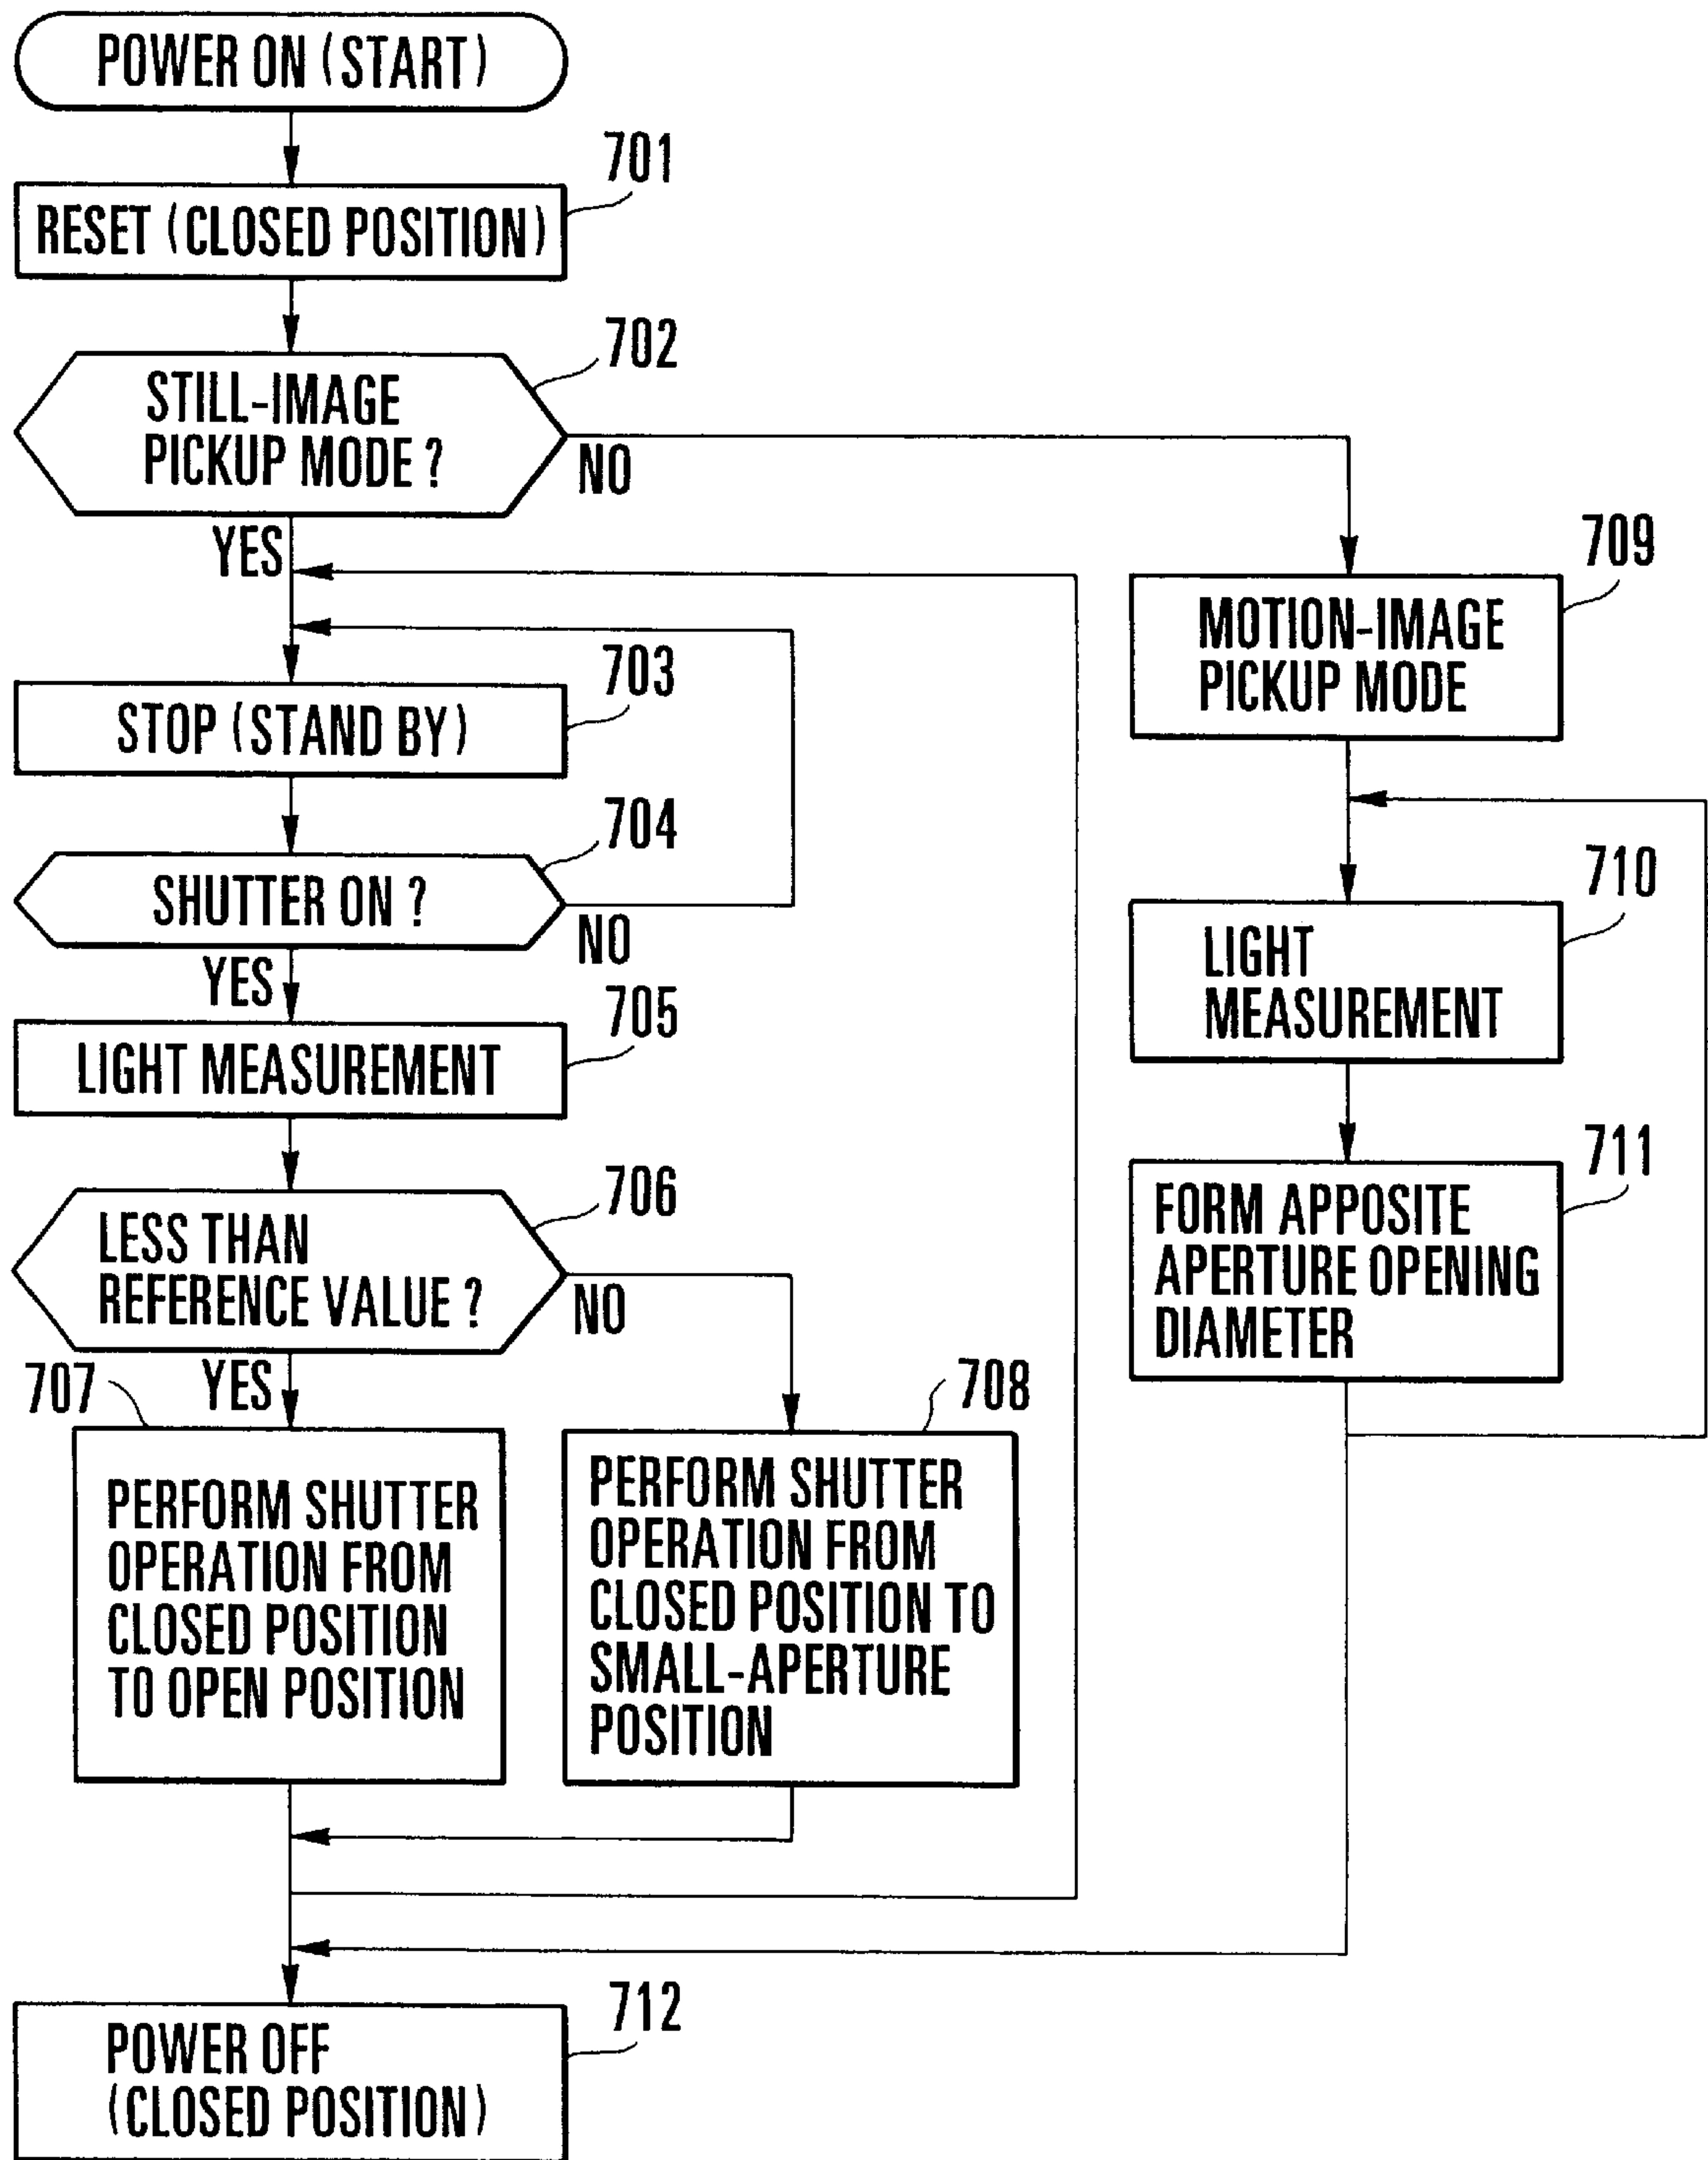 POWER ON (START)
701
RESET (CLOSED POSITION)
702
STILL-IMAGE
PICKUP MODE ?
NO
YES
703
STOP (STAND BY)
704
SHUTTER ON ?
NO
YES
705
LIGHT MEASUREMENT
706
LESS THAN
REFERENCE VALUE ?
NO
YES
707
PERFORM SHUTTER
OPERATION FROM
CLOSED POSITION
TO OPEN POSITION
708
PERFORM SHUTTER
OPERATION FROM
CLOSED POSITION TO
SMALL-APERTURE
POSITION
709
MOTION-IMAGE
PICKUP MODE
710
LIGHT
MEASUREMENT
711
FORM APPOSITE
APERTURE OPENING
DIAMETER
712
POWER OFF
(CLOSED POSITION)